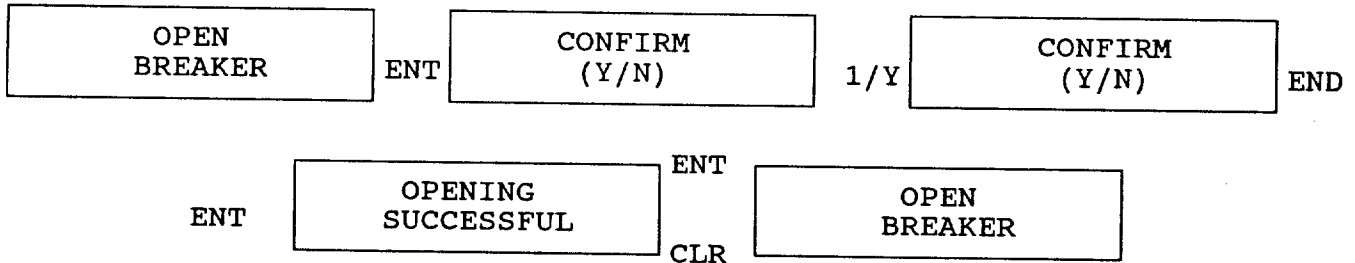 OPEN
BREAKER
ENT
CONFIRM
(Y/N)
1/Y
CONFIRM
(Y/N)
END
ENT
OPENING
SUCCESSFUL
ENT
CLR
OPEN
BREAKER